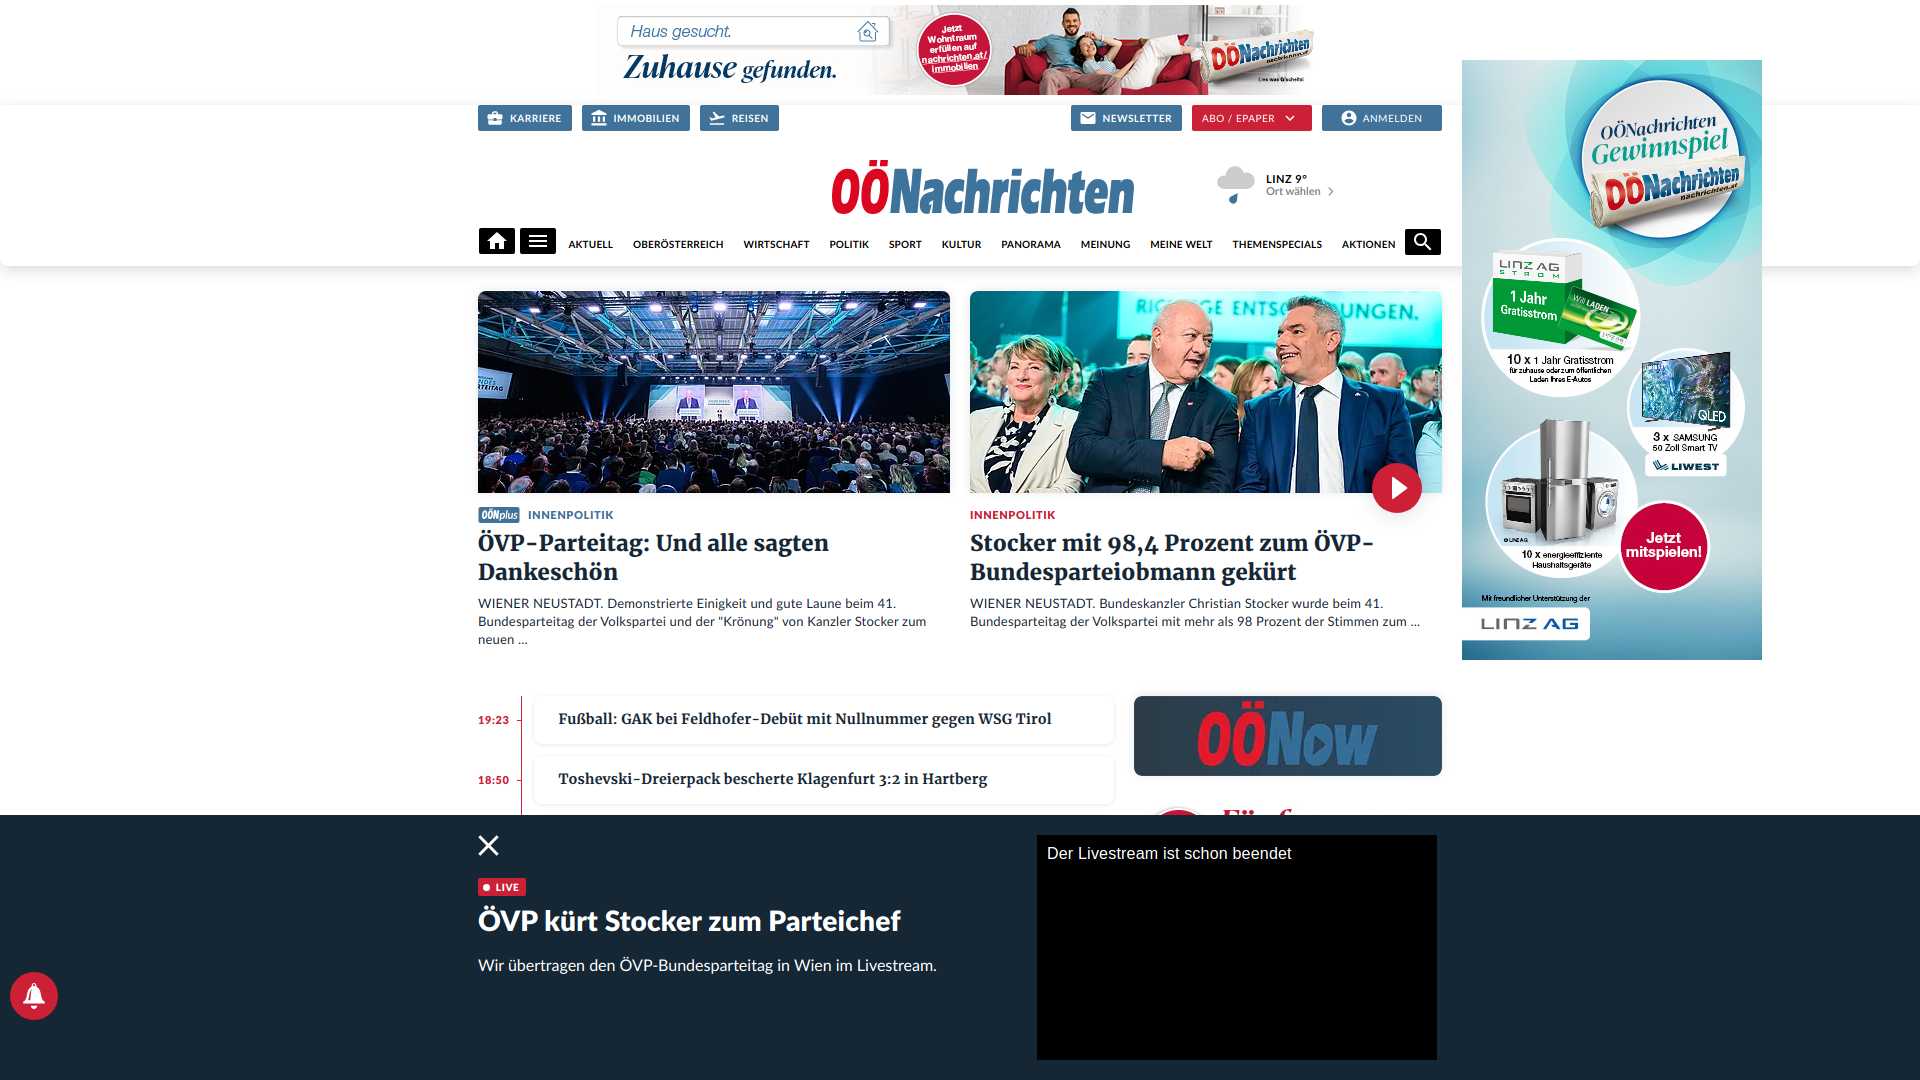 Haus gesucht.
Zuhause gefunden.
Jetzt
Wohntraum
erfüllen auf
nachrichten.at/
immobilien
OÖNachrichten
KARRIERE
IMMOBILIEN
REISEN
NEWSLETTER
ABO / EPAPER
ANMELDEN
OÖNachrichten
LINZ 9°
Ort wählen
AKTUELL
OBERÖSTERREICH
WIRTSCHAFT
POLITIK
SPORT
KULTUR
PANORAMA
MEINUNG
MEINE WELT
THEMENSPECIALS
AKTIONEN
OÖNachrichten
Gewinnspiel
OÖNachrichten
nachrichten.at
LINZ AG
STROM
1 Jahr
Gratisstrom
LADEN
10 x 1 Jahr Gratisstrom
für zuhause oder zum öffentlichen
Laden Ihres E-Autos
QLED
3 x SAMSUNG
50 Zoll Smart TV
LIWEST
© LINZ AG
10 x energieeffiziente
Haushaltsgeräte
Jetzt
mitspielen!
Mit freundlicher Unterstützung der
LINZ AG
OÖNplus INNENPOLITIK
ÖVP-Parteitag: Und alle sagten
Dankeschön
WIENER NEUSTADT. Demonstrierte Einigkeit und gute Laune beim 41.
Bundesparteitag der Volkspartei und der "Krönung" von Kanzler Stocker zum
neuen ...
INNENPOLITIK
Stocker mit 98,4 Prozent zum ÖVP-
Bundesparteiobmann gekürt
WIENER NEUSTADT. Bundeskanzler Christian Stocker wurde beim 41.
Bundesparteitag der Volkspartei mit mehr als 98 Prozent der Stimmen zum ...
19:23
Fußball: GAK bei Feldhofer-Debüt mit Nullnummer gegen WSG Tirol
18:50
Toshevski-Dreierpack bescherte Klagenfurt 3:2 in Hartberg
OÖNow
LIVE
ÖVP kürt Stocker zum Parteichef
Wir übertragen den ÖVP-Bundesparteitag in Wien im Livestream.
Der Livestream ist schon beendet